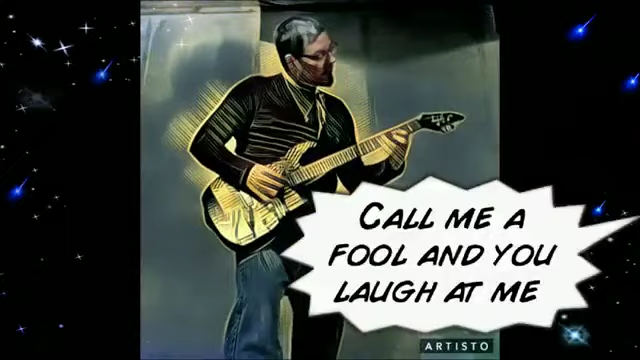 CALL ME A
FOOL AND YOU
LAUGH AT ME
ARTISTO